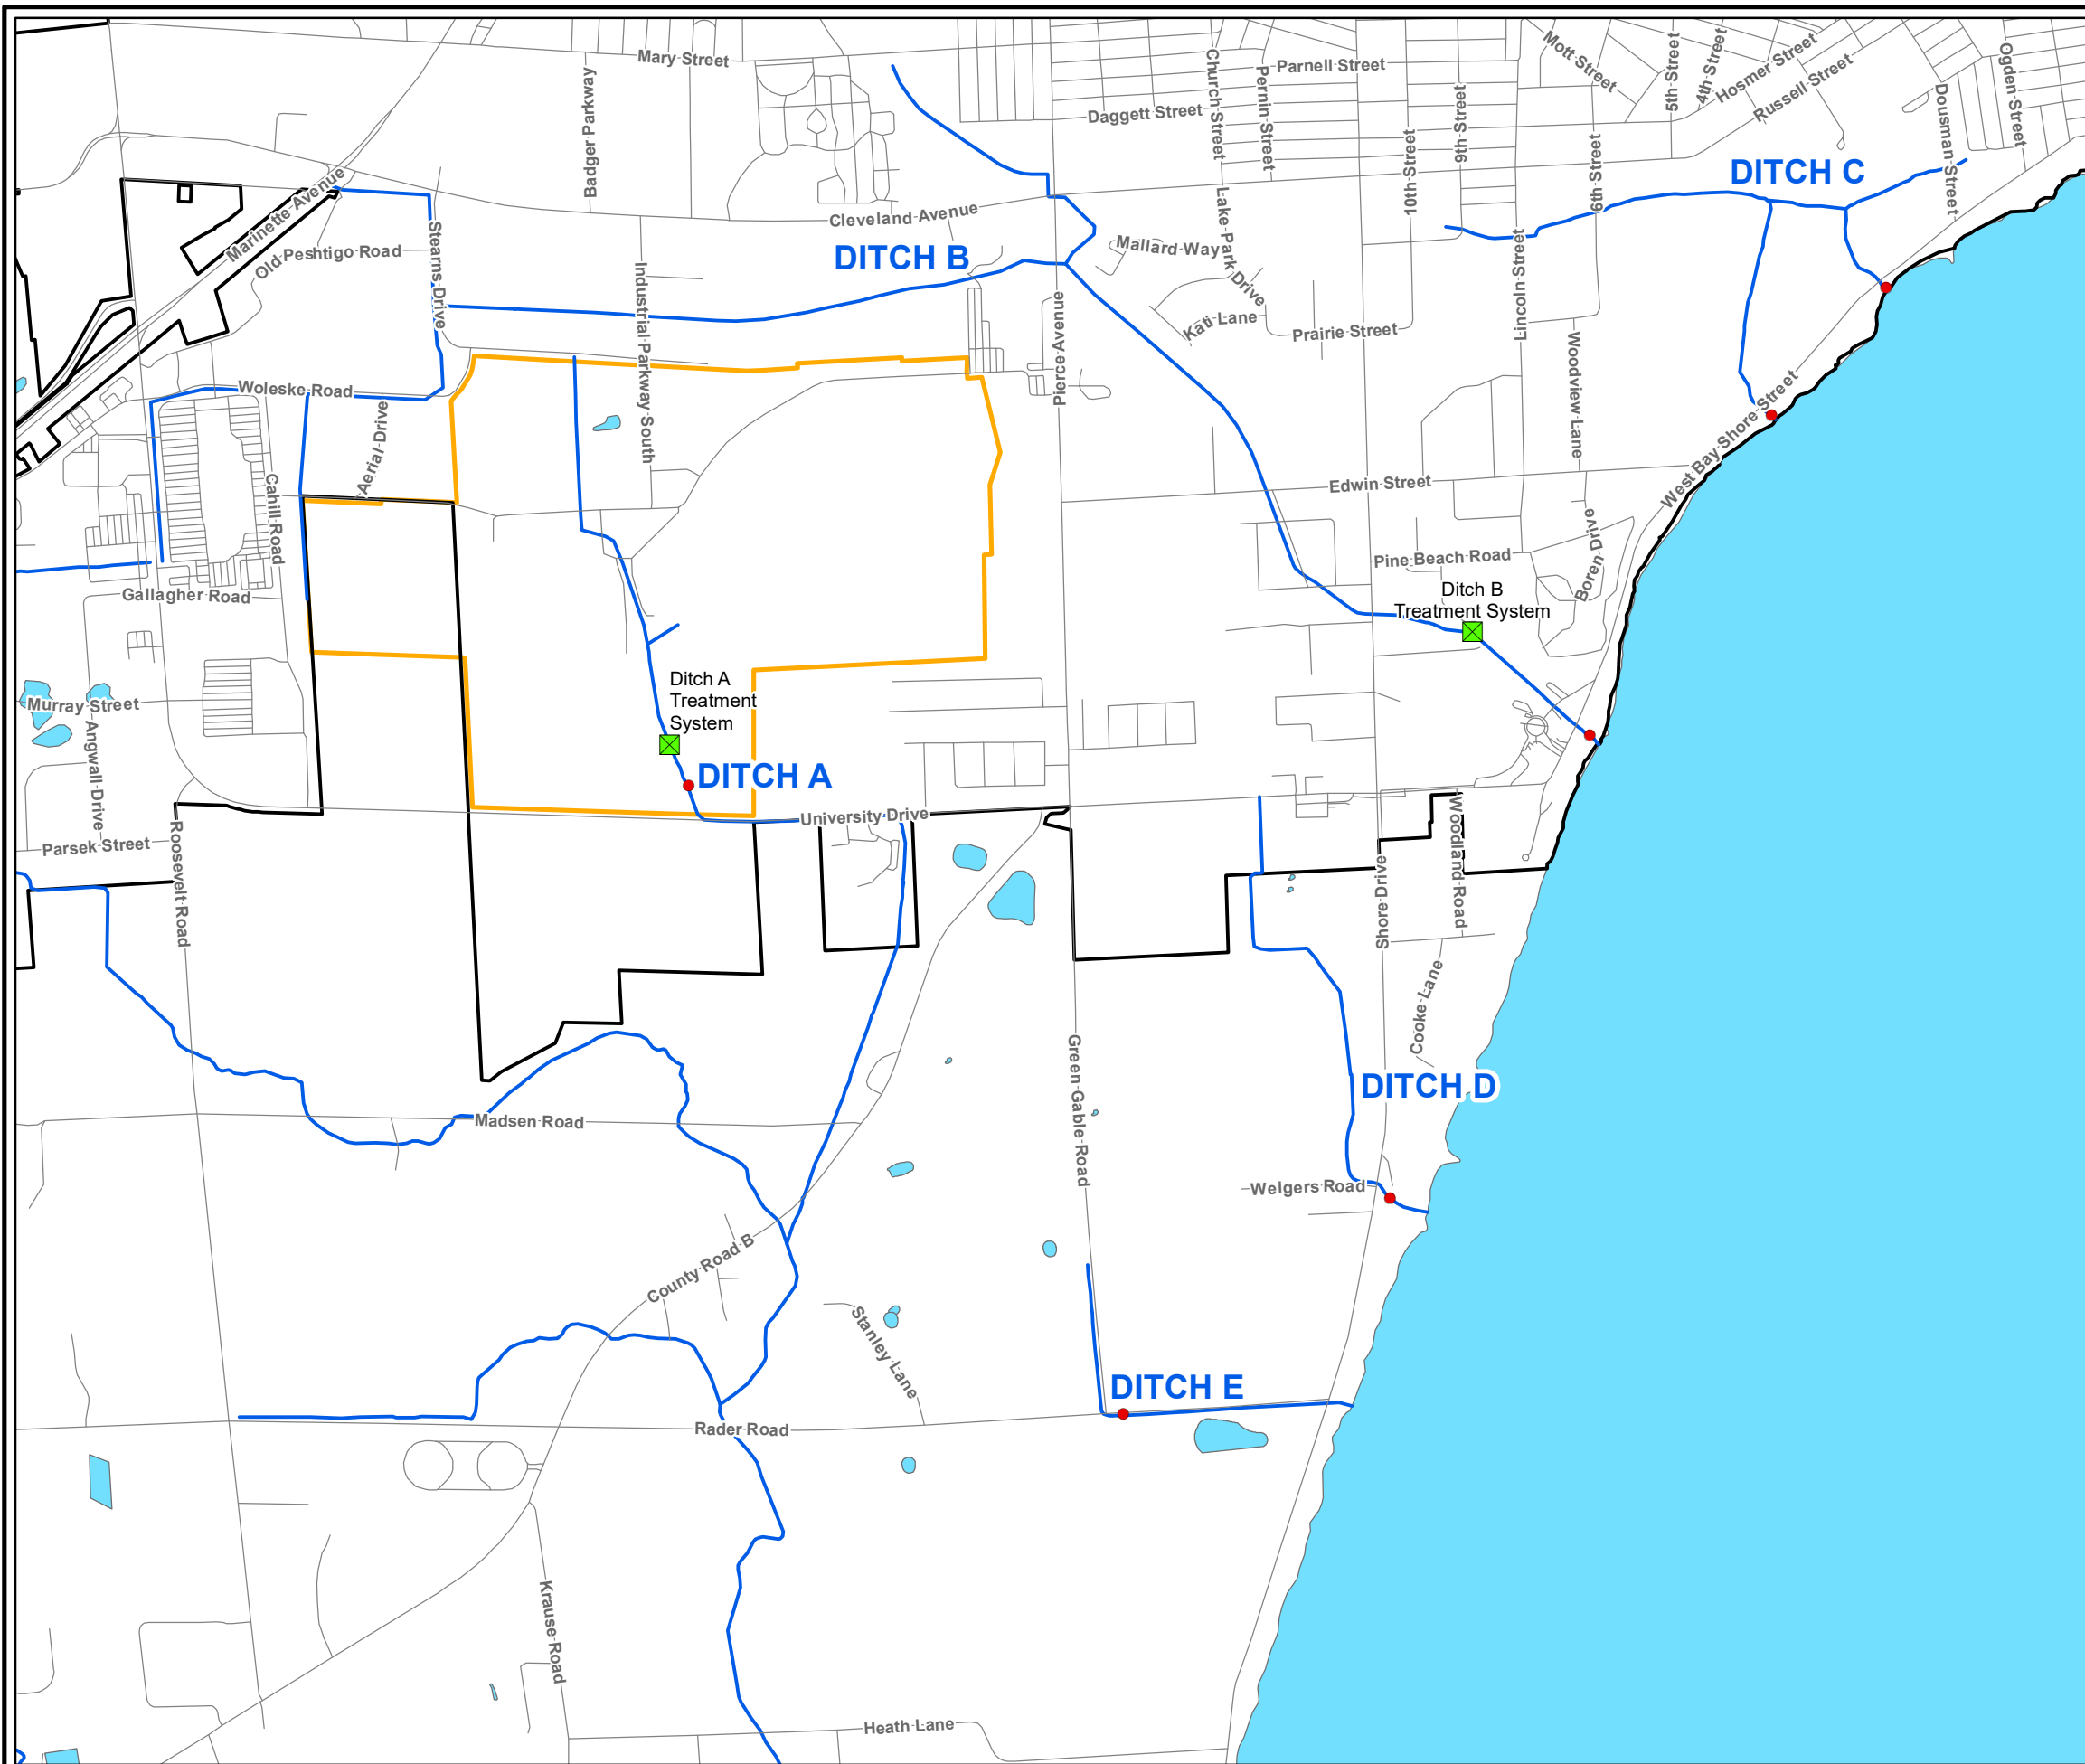 Mary Street
Badger Parkway
Church Street
Pernin Street
Parnell Street
Daggett Street
9th Street
10th Street
Mott Street
5th Street
4th Street
Hosmer Street
Russell Street
Dousman Street
Ogden Street
DITCH C
6th Street
Marinette Avenue
Old Peshtigo Road
Stearns Drive
Cleveland Avenue
DITCH B
Mallard Way
Lake Park Drive
Kati Lane
Prairie Street
Lincoln Street
Woodview Lane
Industrial Parkway South
Pierce Avenue
Woleske Road
Aerial Drive
Cahill Road
Edwin Street
West Bay Shore Street
Pine Beach Road
Boren Drive
Gallagher Road
Ditch B
Treatment System
Murray Street
Angwall Drive
Ditch A
Treatment
System
DITCH A
University Drive
Parsek Street
Roosevelt Road
Shore Drive
Woodland Road
Cooke Lane
Green Gable Road
DITCH D
Madsen Road
Weigers Road
County Road B
Stanley Lane
DITCH E
Rader Road
Krause Road
Heath Lane